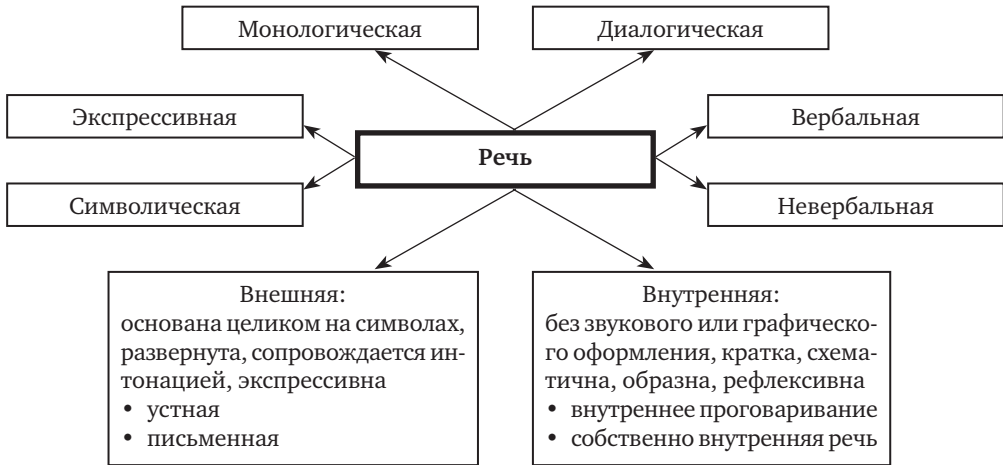 Монологическая
Диалогическая
Экспрессивная
Вербальная
Речь
Символическая
Невербальная
Внешняя:
основана целиком на символах,
развернута, сопровождается ин-
тонацией, экспрессивна
• устная
• письменная
Внутренняя:
без звукового или графическо-
го оформления, кратка, схема-
тична, образна, рефлексивна
• внутреннее проговаривание
• собственно внутренняя речь